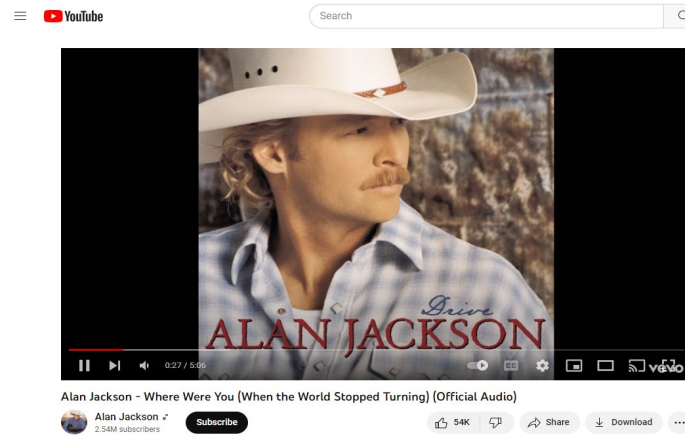 YouTube
Search
Drive
ALAN JACKSON
0:27 / 5:06
CC
vevo
Alan Jackson - Where Were You (When the World Stopped Turning) (Official Audio)
Alan Jackson
2.54M subscribers
Subscribe
54K
Share
Download